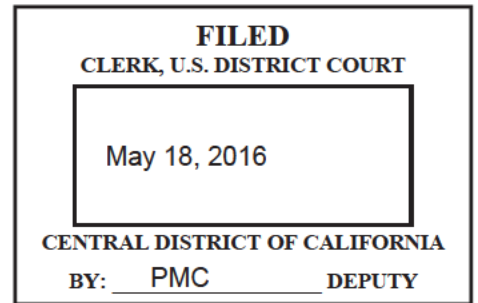 FILED
CLERK, U.S. DISTRICT COURT
May 18, 2016
CENTRAL DISTRICT OF CALIFORNIA
BY: PMC DEPUTY